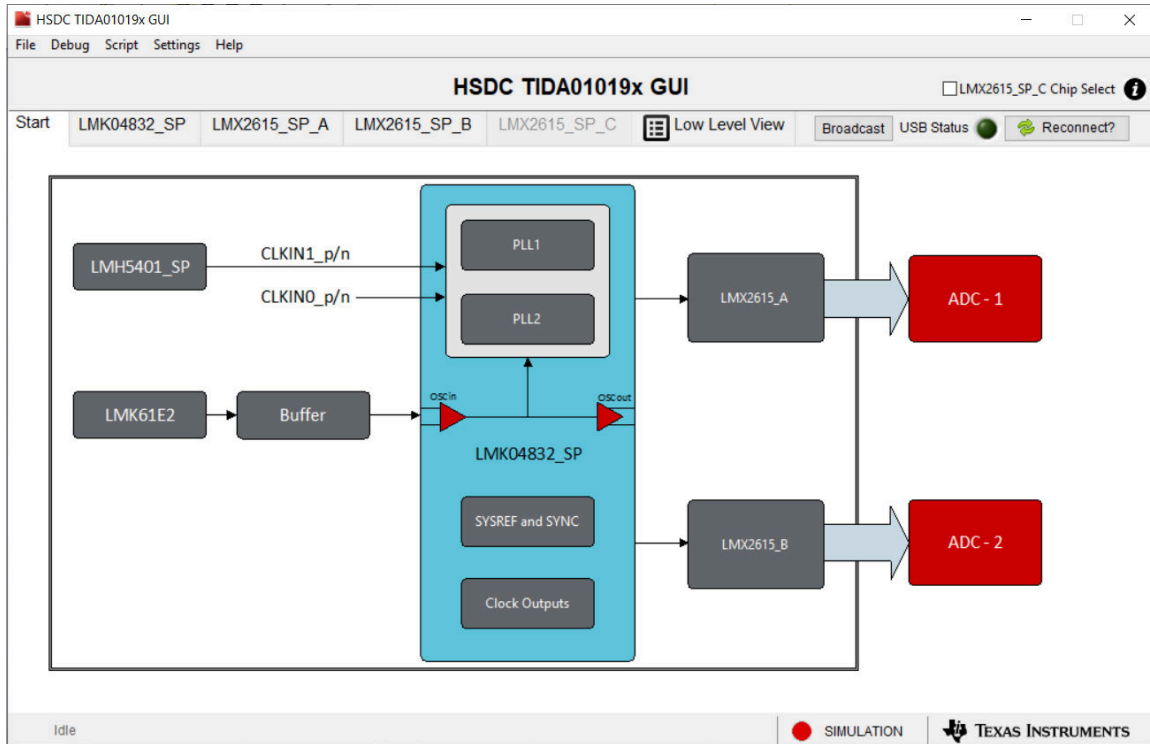 HSDC TIDA01019x GUI
File Debug Script Settings Help
HSDC TIDA01019x GUI
LMX2615_SP_C Chip Select i
Start LMK04832_SP LMX2615_SP_A LMX2615_SP_B LMX2615_SP_C Low Level View Broadcast USB Status Reconnect?
PLL1
LMH5401_SP
CLKIN1_p/n
CLKIN0_p/n
PLL2
LMX2615_A
ADC - 1
OSCin
OSCout
LMK61E2
Buffer
LMK04832_SP
SYSREF and SYNC
LMX2615_B
ADC - 2
Clock Outputs
Idle
SIMULATION
TEXAS INSTRUMENTS